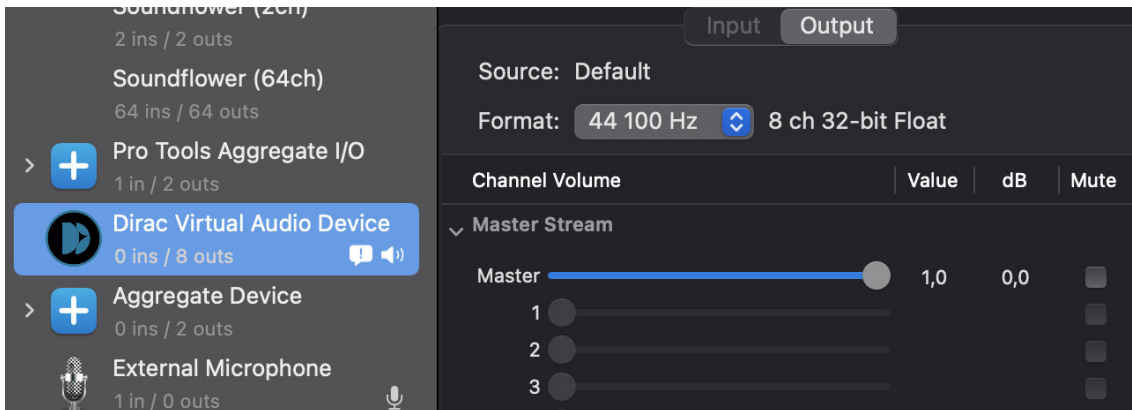 Soundflower (2ch)
2 ins / 2 outs
Soundflower (64ch)
64 ins / 64 outs
Pro Tools Aggregate I/O
1 in / 2 outs
Dirac Virtual Audio Device
0 ins / 8 outs
Aggregate Device
0 ins / 2 outs
External Microphone
1 in / 0 outs
Input Output
Source: Default
Format: 44 100 Hz 8 ch 32-bit Float
Channel Volume Value dB Mute
Master Stream
Master 1,0 0,0
1
2
3